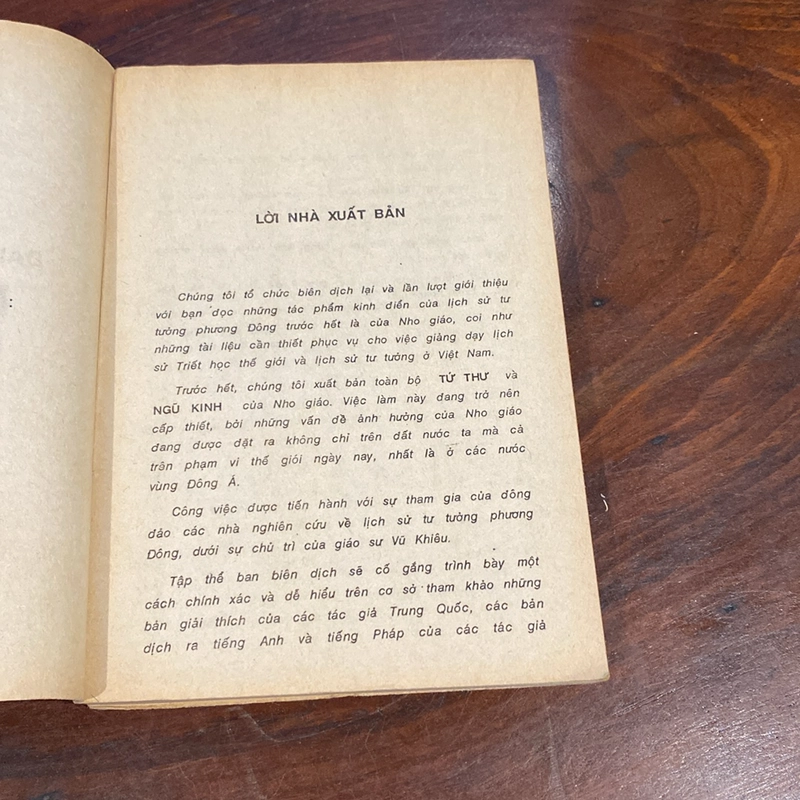 LỜI NHÀ XUẤT BẢN
Chúng tôi tổ chức biên dịch lại và lần lượt giới thiệu
với bạn đọc những tác phẩm kinh điển của lịch sử tư
tưởng phương Đông trước hết là của Nho giáo, coi như
những tài liệu cần thiết phục vụ cho việc giảng dạy lịch
sử Triết học thế giới và lịch sử tư tưởng ở Việt Nam.
Trước hết, chúng tôi xuất bản toàn bộ TỨ THƯ và
NGŨ KINH của Nho giáo. Việc làm này đang trở nên
cấp thiết, bởi những vấn đề ảnh hưởng của Nho giáo
đang được đặt ra không chỉ trên đất nước ta mà cả
trên phạm vi thế giới ngày nay, nhất là ở các nước
vùng Đông Á.
Công việc được tiến hành với sự tham gia của đông
đảo các nhà nghiên cứu về lịch sử tư tưởng phương
Đông, dưới sự chủ trì của giáo sư Vũ Khiêu.
Tập thể ban biên dịch sẽ cố gắng trình bày một
cách chính xác và dễ hiểu trên cơ sở tham khảo những
bản giải thích của các tác giả Trung Quốc, các bản
dịch ra tiếng Anh và tiếng Pháp của các tác giả